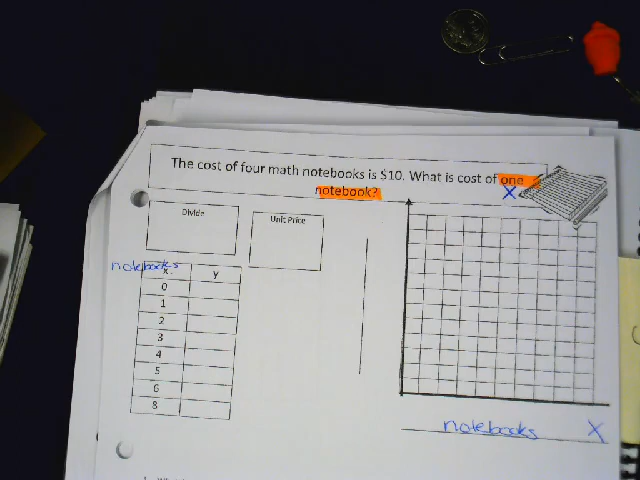 The cost of four math notebooks is $10. What is cost of one
notebook?
X
Divide
Unit Price
notebooks
x y
0
1
2
3
4
5
6
8
notebooks X